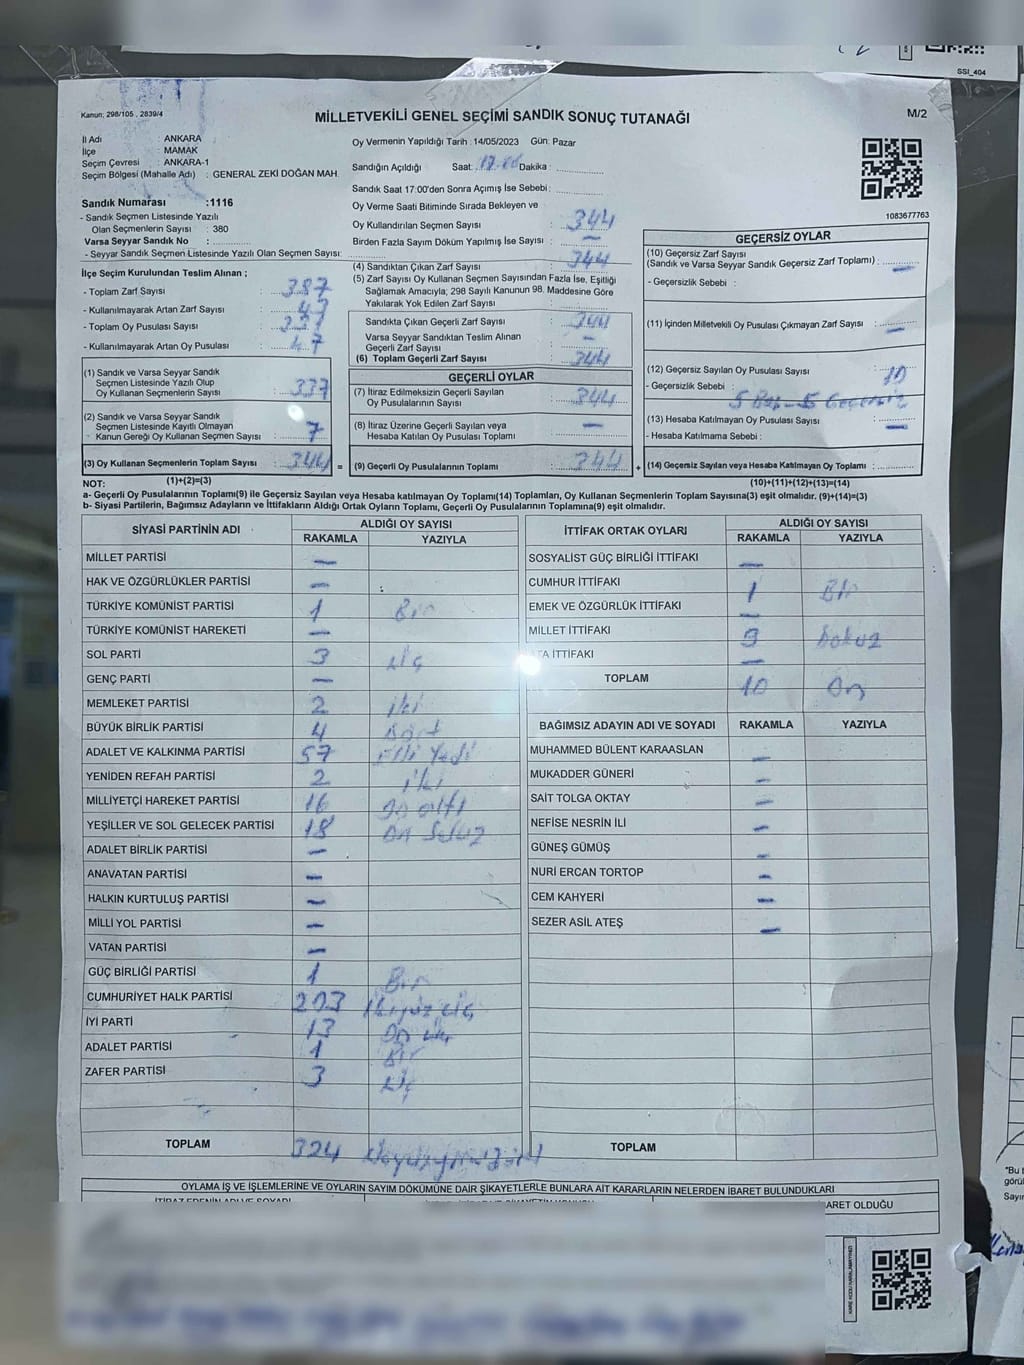 SSI_404
Kanun: 298/105 , 2839/4
MİLLETVEKİLİ GENEL SEÇİMİ SANDIK SONUÇ TUTANAĞI
M/2
İl Adı : ANKARA
İlçe : MAMAK
Seçim Çevresi : ANKARA-1
Seçim Bölgesi (Mahalle Adı) : GENERAL ZEKİ DOĞAN MAH.
Sandık Numarası :1116
- Sandık Seçmen Listesinde Yazılı
Olan Seçmenlerin Sayısı : 380
Varsa Seyyar Sandık No :
- Seyyar Sandık Seçmen Listesinde Yazılı Olan Seçmen Sayısı:
İlçe Seçim Kurulundan Teslim Alınan ;
- Toplam Zarf Sayısı : 387
- Kullanılmayarak Artan Zarf Sayısı : 43
- Toplam Oy Pusulası Sayısı :
- Kullanılmayarak Artan Oy Pusulası :
(1) Sandık ve Varsa Seyyar Sandık
Seçmen Listesinde Yazılı Olup
Oy Kullanan Seçmenlerin Sayısı : 337
(2) Sandık ve Varsa Seyyar Sandık
Seçmen Listesinde Kayıtlı Olmayan
Kanun Gereği Oy Kullanan Seçmen Sayısı : 7
(3) Oy Kullanan Seçmenlerin Toplam Sayısı : 344 =
(1)+(2)=(3)
Oy Vermenin Yapıldığı Tarih : 14/05/2023 Gün: Pazar
Sandığın Açıldığı Saat: 17.00 Dakika :
Sandık Saat 17:00'den Sonra Açımış İse Sebebi:
Oy Verme Saati Bitiminde Sırada Bekleyen ve
Oy Kullandırılan Seçmen Sayısı : 344
Birden Fazla Sayım Döküm Yapılmış İse Sayısı : —
(4) Sandıktan Çıkan Zarf Sayısı : 344
(5) Zarf Sayısı Oy Kullanan Seçmen Sayısından Fazla İse, Eşitliği
Sağlamak Amacıyla; 298 Sayılı Kanunun 98. Maddesine Göre
Yakılarak Yok Edilen Zarf Sayısı :
Sandıkta Çıkan Geçerli Zarf Sayısı : 344
Varsa Seyyar Sandıktan Teslim Alınan
Geçerli Zarf Sayısı : —
(6) Toplam Geçerli Zarf Sayısı : 344
GEÇERLİ OYLAR
(7) İtiraz Edilmeksizin Geçerli Sayılan
Oy Pusulalarının Sayısı : 344
(8) İtiraz Üzerine Geçerli Sayılan veya
Hesaba Katılan Oy Pusulası Toplamı : —
(9) Geçerli Oy Pusulalarının Toplamı : 344 +
1083677763
GEÇERSİZ OYLAR
(10) Geçersiz Zarf Sayısı
(Sandık ve Varsa Seyyar Sandık Geçersiz Zarf Toplamı) : —
- Geçersizlik Sebebi :
(11) İçinden Milletvekili Oy Pusulası Çıkmayan Zarf Sayısı : —
(12) Geçersiz Sayılan Oy Pusulası Sayısı : 10
- Geçersizlik Sebebi : 5 Boş - 5 Geçersiz
(13) Hesaba Katılmayan Oy Pusulası Sayısı : —
- Hesaba Katılmama Sebebi :
(14) Geçersiz Sayılan veya Hesaba Katılmayan Oy Toplamı :
(10)+(11)+(12)+(13)=(14)
NOT:
a- Geçerli Oy Pusulalarının Toplamı(9) ile Geçersiz Sayılan veya Hesaba katılmayan Oy Toplamı(14) Toplamları, Oy Kullanan Seçmenlerin Toplam Sayısına(3) eşit olmalıdır. (9)+(14)=(3)
b- Siyasi Partilerin, Bağımsız Adayların ve İttifakların Aldığı Ortak Oyların Toplamı, Geçerli Oy Pusulalarının Toplamına(9) eşit olmalıdır.
SİYASİ PARTİNİN ADI ALDIĞI OY SAYISI
RAKAMLA YAZIYLA
MİLLET PARTİSİ —
HAK VE ÖZGÜRLÜKLER PARTİSİ —
TÜRKİYE KOMÜNİST PARTİSİ 1 Bir
TÜRKİYE KOMÜNİST HAREKETİ —
SOL PARTİ 3 üç
GENÇ PARTİ —
MEMLEKET PARTİSİ 2 iki
BÜYÜK BİRLİK PARTİSİ 4 Dört
ADALET VE KALKINMA PARTİSİ 57 Elli Yedi
YENİDEN REFAH PARTİSİ 2 iki
MİLLİYETÇİ HAREKET PARTİSİ 16 on altı
YEŞİLLER VE SOL GELECEK PARTİSİ 18 on Sekiz
ADALET BİRLİK PARTİSİ —
ANAVATAN PARTİSİ —
HALKIN KURTULUŞ PARTİSİ —
MİLLİ YOL PARTİSİ —
VATAN PARTİSİ —
GÜÇ BİRLİĞİ PARTİSİ 1 Bir
CUMHURİYET HALK PARTİSİ 203 İkiyüz üç
İYİ PARTİ 13 On üç
ADALET PARTİSİ 1 Bir
ZAFER PARTİSİ 3 üç
TOPLAM 324
İTTİFAK ORTAK OYLARI ALDIĞI OY SAYISI
RAKAMLA YAZIYLA
SOSYALİST GÜÇ BİRLİĞİ İTTİFAKI —
CUMHUR İTTİFAKI 1 Bir
EMEK VE ÖZGÜRLÜK İTTİFAKI —
MİLLET İTTİFAKI 9 Dokuz
TA İTTİFAKI —
TOPLAM 10 On
BAĞIMSIZ ADAYIN ADI VE SOYADI RAKAMLA YAZIYLA
MUHAMMED BÜLENT KARAASLAN —
MUKADDER GÜNERİ —
SAİT TOLGA OKTAY —
NEFİSE NESRİN İLİ —
GÜNEŞ GÜMÜŞ —
NURİ ERCAN TORTOP —
CEM KAHYERİ —
SEZER ASİL ATEŞ —
TOPLAM
OYLAMA İŞ VE İŞLEMLERİNE VE OYLARIN SAYIM DÖKÜMÜNE DAİR ŞİKAYETLERLE BUNLARA AİT KARARLARIN NELERDEN İBARET BULUNDUKLARI
ARET OLDUĞU
"Bu t
görül
Sayın